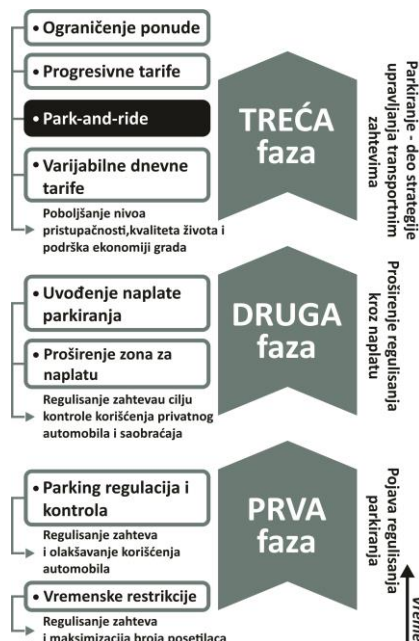 • Ograničenje ponude
• Progresivne tarife
• Park-and-ride
• Varijabilne dnevne
tarife
Poboljšanje nivoa
pristupačnosti,kvaliteta života i
podrška ekonomiji grada
TREĆA
faza
Parkiranje - deo strategije
upravljanja transportnim
zahtevima
• Uvođenje naplate
parkiranja
• Proširenje zona za
naplatu
Regulisanje zahtevau cilju
kontrole korišćenja privatnog
automobila i saobraćaja
DRUGA
faza
Proširenje regulisanja
kroz naplatu
• Parking regulacija i
kontrola
Regulisanje zahteva
i olakšavanje korišćenja
automobila
• Vremenske restrikcije
Regulisanje zahteva
i maksimizacija broja posetilaca
PRVA
faza
Pojava regulisanja
parkiranja
Vreme